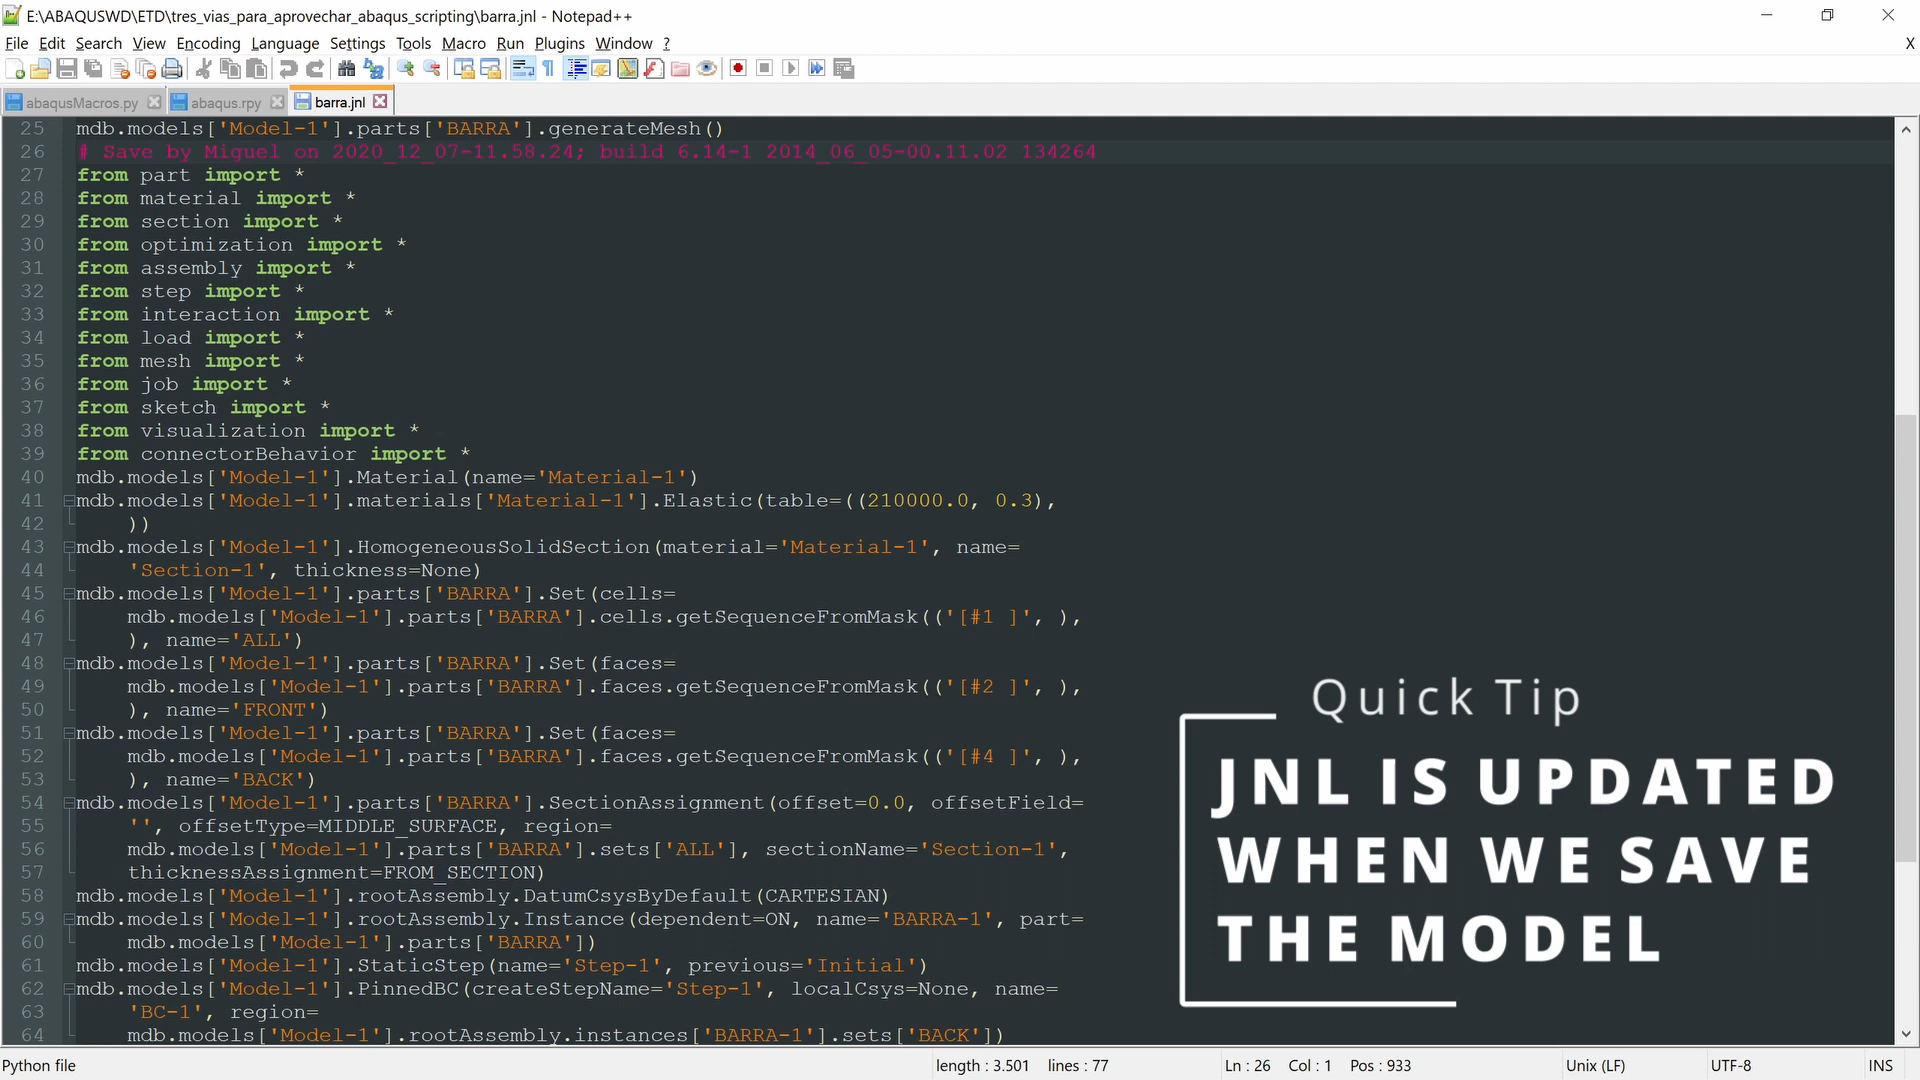 E:\ABAQUSWD\ETD\tres_vias_para_aprovechar_abaqus_scripting\barra.jnl - Notepad++
File Edit Search View Encoding Language Settings Tools Macro Run Plugins Window ? X
abaqusMacros.py abaqus.rpy barra.jnl
25 mdb.models['Model-1'].parts['BARRA'].generateMesh()
26 # Save by Miguel on 2020_12_07-11.58.24; build 6.14-1 2014_06_05-00.11.02 134264
27 from part import *
28 from material import *
29 from section import *
30 from optimization import *
31 from assembly import *
32 from step import *
33 from interaction import *
34 from load import *
35 from mesh import *
36 from job import *
37 from sketch import *
38 from visualization import *
39 from connectorBehavior import *
40 mdb.models['Model-1'].Material(name='Material-1')
41 mdb.models['Model-1'].materials['Material-1'].Elastic(table=((210000.0, 0.3),
42 ))
43 mdb.models['Model-1'].HomogeneousSolidSection(material='Material-1', name=
44 'Section-1', thickness=None)
45 mdb.models['Model-1'].parts['BARRA'].Set(cells=
46 mdb.models['Model-1'].parts['BARRA'].cells.getSequenceFromMask(('[#1 ]', ),
47 ), name='ALL')
48 mdb.models['Model-1'].parts['BARRA'].Set(faces=
49 mdb.models['Model-1'].parts['BARRA'].faces.getSequenceFromMask(('[#2 ]', ),
50 ), name='FRONT')
51 mdb.models['Model-1'].parts['BARRA'].Set(faces=
52 mdb.models['Model-1'].parts['BARRA'].faces.getSequenceFromMask(('[#4 ]', ),
53 ), name='BACK')
54 mdb.models['Model-1'].parts['BARRA'].SectionAssignment(offset=0.0, offsetField=
55 '', offsetType=MIDDLE_SURFACE, region=
56 mdb.models['Model-1'].parts['BARRA'].sets['ALL'], sectionName='Section-1',
57 thicknessAssignment=FROM_SECTION)
58 mdb.models['Model-1'].rootAssembly.DatumCsysByDefault(CARTESIAN)
59 mdb.models['Model-1'].rootAssembly.Instance(dependent=ON, name='BARRA-1', part=
60 mdb.models['Model-1'].parts['BARRA'])
61 mdb.models['Model-1'].StaticStep(name='Step-1', previous='Initial')
62 mdb.models['Model-1'].PinnedBC(createStepName='Step-1', localCsys=None, name=
63 'BC-1', region=
64 mdb.models['Model-1'].rootAssembly.instances['BARRA-1'].sets['BACK'])
Quick Tip
JNL IS UPDATED
WHEN WE SAVE
THE MODEL
Python file length : 3.501 lines : 77 Ln : 26 Col : 1 Pos : 933 Unix (LF) UTF-8 INS